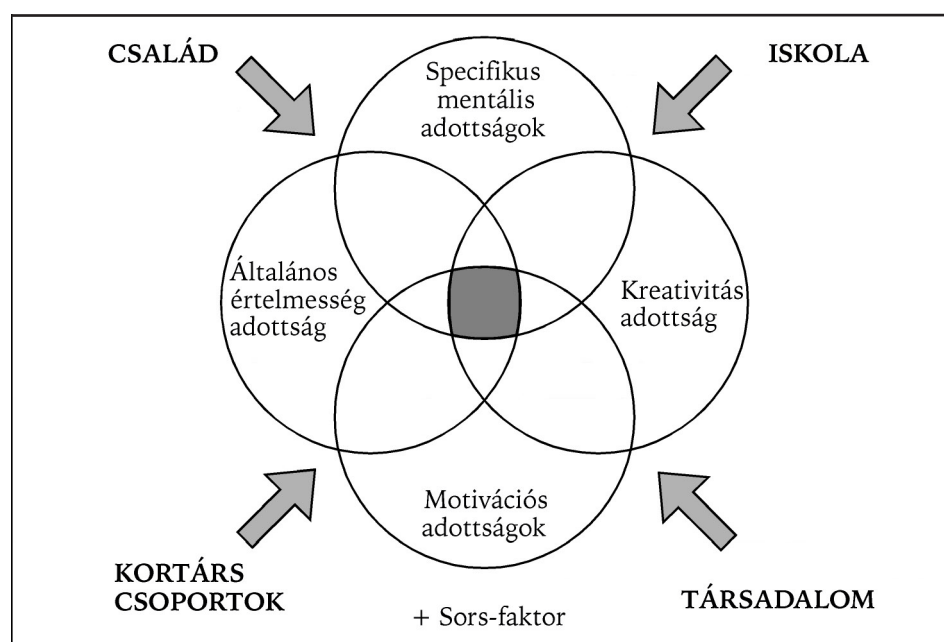 CSALÁD
ISKOLA
Specifikus
mentális
adottságok
Általános
értelmesség
adottság
Kreativitás
adottság
Motivációs
adottságok
KORTÁRS
CSOPORTOK
TÁRSADALOM
+ Sors-faktor